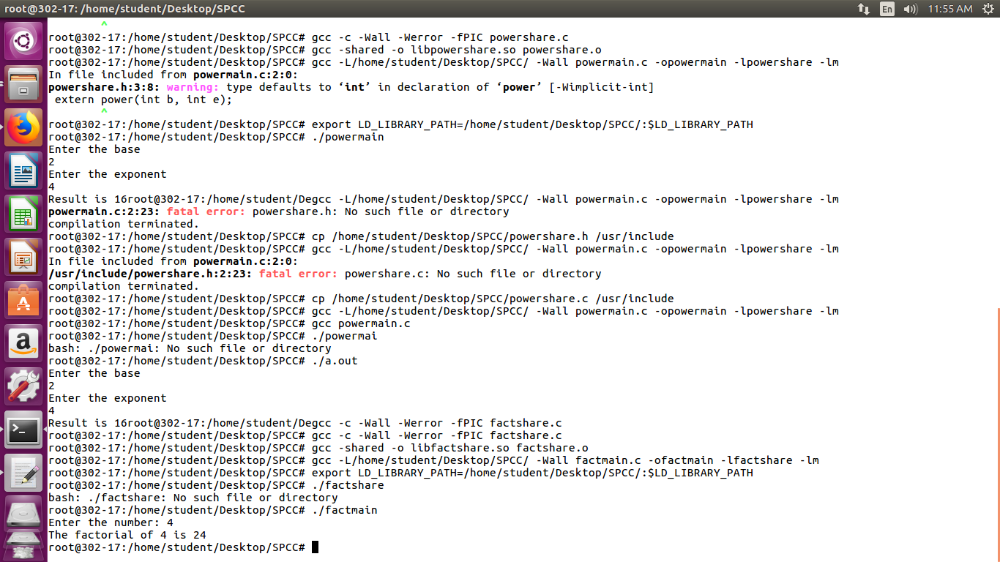 root@302-17: /home/student/Desktop/SPCC
En
11:55 AM
^
root@302-17:/home/student/Desktop/SPCC# gcc -c -Wall -Werror -fPIC powershare.c
root@302-17:/home/student/Desktop/SPCC# gcc -shared -o libpowershare.so powershare.o
root@302-17:/home/student/Desktop/SPCC# gcc -L/home/student/Desktop/SPCC/ -Wall powermain.c -opowermain -lpowershare -lm
In file included from powermain.c:2:0:
powershare.h:3:8: warning: type defaults to ‘int’ in declaration of ‘power’ [-Wimplicit-int]
 extern power(int b, int e);
^
root@302-17:/home/student/Desktop/SPCC# export LD_LIBRARY_PATH=/home/student/Desktop/SPCC/:$LD_LIBRARY_PATH
root@302-17:/home/student/Desktop/SPCC# ./powermain
Enter the base
2
Enter the exponent
4
Result is 16root@302-17:/home/student/Degcc -L/home/student/Desktop/SPCC/ -Wall powermain.c -opowermain -lpowershare -lm
powermain.c:2:23: fatal error: powershare.h: No such file or directory
compilation terminated.
root@302-17:/home/student/Desktop/SPCC# cp /home/student/Desktop/SPCC/powershare.h /usr/include
root@302-17:/home/student/Desktop/SPCC# gcc -L/home/student/Desktop/SPCC/ -Wall powermain.c -opowermain -lpowershare -lm
In file included from powermain.c:2:0:
/usr/include/powershare.h:2:23: fatal error: powershare.c: No such file or directory
compilation terminated.
root@302-17:/home/student/Desktop/SPCC# cp /home/student/Desktop/SPCC/powershare.c /usr/include
root@302-17:/home/student/Desktop/SPCC# gcc -L/home/student/Desktop/SPCC/ -Wall powermain.c -opowermain -lpowershare -lm
root@302-17:/home/student/Desktop/SPCC# gcc powermain.c
root@302-17:/home/student/Desktop/SPCC# ./powermai
bash: ./powermai: No such file or directory
root@302-17:/home/student/Desktop/SPCC# ./a.out
Enter the base
2
Enter the exponent
4
Result is 16root@302-17:/home/student/Degcc -c -Wall -Werror -fPIC factshare.c
root@302-17:/home/student/Desktop/SPCC# gcc -c -Wall -Werror -fPIC factshare.c
root@302-17:/home/student/Desktop/SPCC# gcc -shared -o libfactshare.so factshare.o
root@302-17:/home/student/Desktop/SPCC# gcc -L/home/student/Desktop/SPCC/ -Wall factmain.c -ofactmain -lfactshare -lm
root@302-17:/home/student/Desktop/SPCC# export LD_LIBRARY_PATH=/home/student/Desktop/SPCC/:$LD_LIBRARY_PATH
root@302-17:/home/student/Desktop/SPCC# ./factshare
bash: ./factshare: No such file or directory
root@302-17:/home/student/Desktop/SPCC# ./factmain
Enter the number: 4
The factorial of 4 is 24
root@302-17:/home/student/Desktop/SPCC#